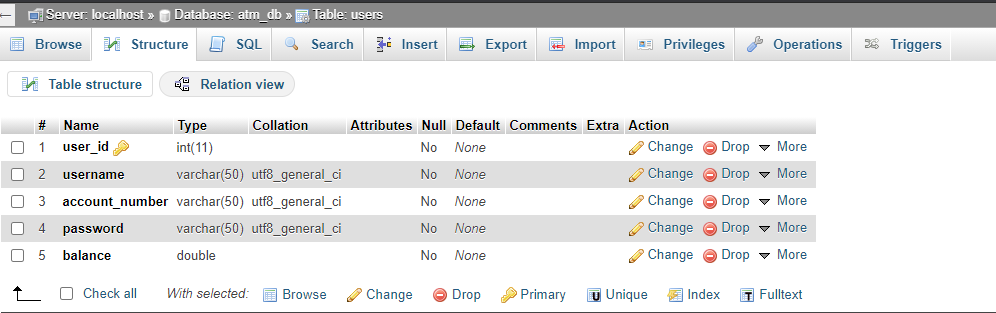 Server: localhost » Database: atm_db » Table: users
Browse Structure SQL Search Insert Export Import Privileges Operations Triggers
Table structure Relation view
# Name Type Collation Attributes Null Default Comments Extra Action
1 user_id int(11) No None Change Drop More
2 username varchar(50) utf8_general_ci No None Change Drop More
3 account_number varchar(50) utf8_general_ci No None Change Drop More
4 password varchar(50) utf8_general_ci No None Change Drop More
5 balance double No None Change Drop More
Check all With selected: Browse Change Drop Primary Unique Index Fulltext